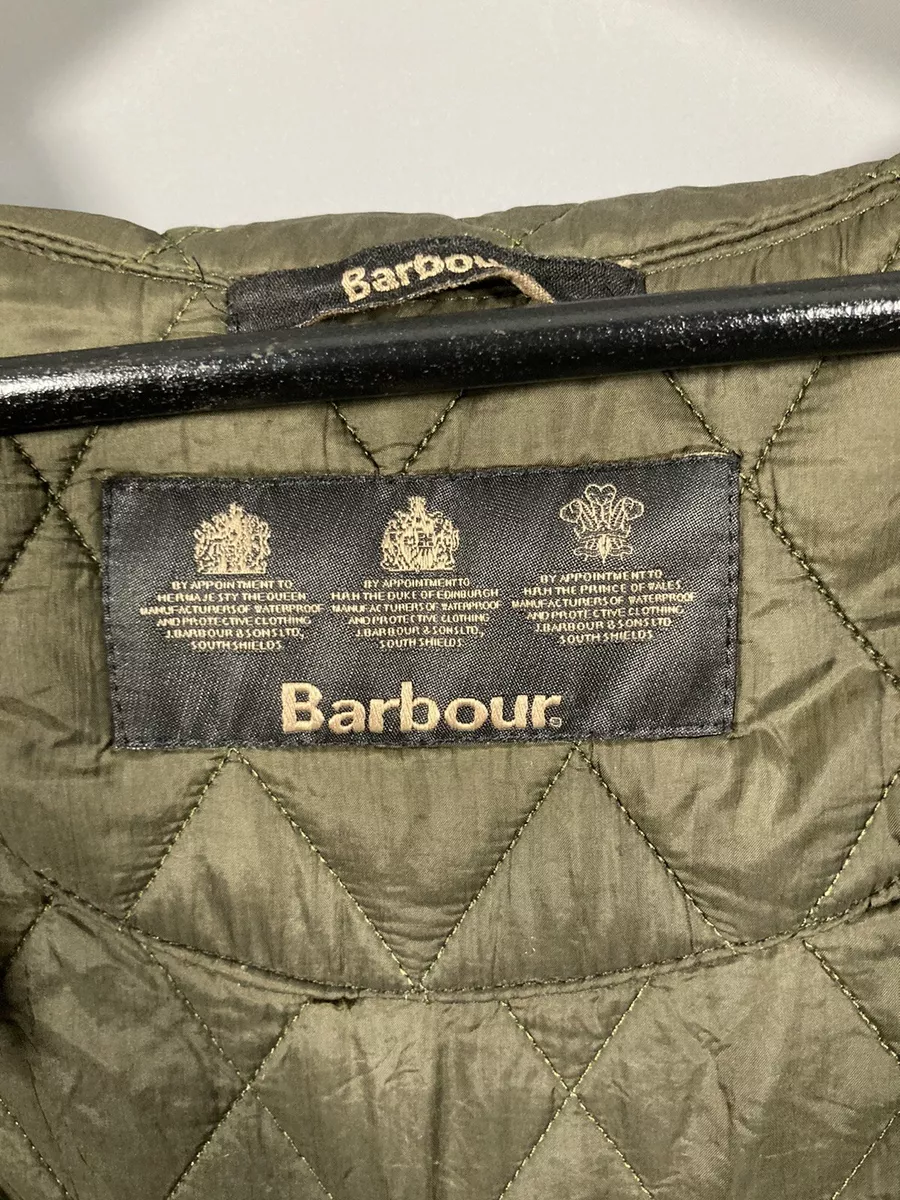 Barbou
BY APPOINTMENT TO
HER MAJESTY THE QUEEN
MANUFACTURERS OF WATERPROOF
AND PROTECTIVE CLOTHING
J.BARBOUR & SONS LTD,
SOUTH SHIELDS
BY APPOINTMENT TO
H.R.H THE DUKE OF EDINBURGH
MANUFACTURERS OF WATERPROOF
AND PROTECTIVE CLOTHING
J.BARBOUR & SONS LTD,
SOUTH SHIELDS
BY APPOINTMENT TO
H.R.H THE PRINCE OF WALES
MANUFACTURERS OF WATERPROOF
AND PROTECTIVE CLOTHING
J.BARBOUR & SONS LTD,
SOUTH SHIELDS
Barbour®